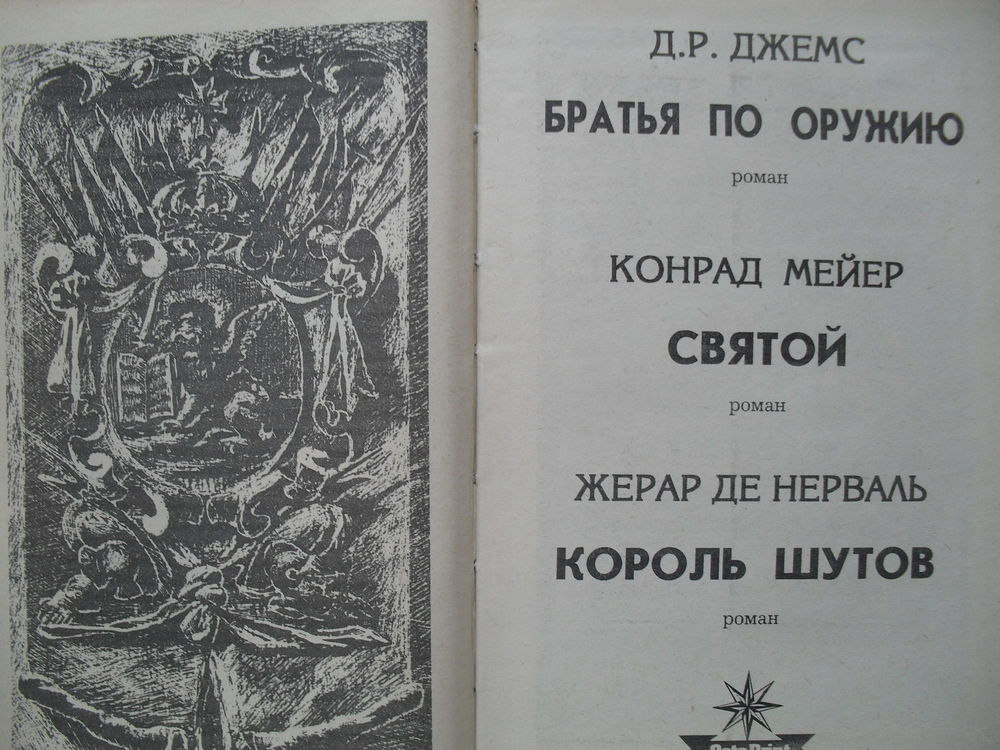 Д.Р. ДЖЕМС
БРАТЬЯ ПО ОРУЖИЮ
роман
КОНРАД МЕЙЕР
СВЯТОЙ
роман
ЖЕРАР ДЕ НЕРВАЛЬ
КОРОЛЬ ШУТОВ
роман